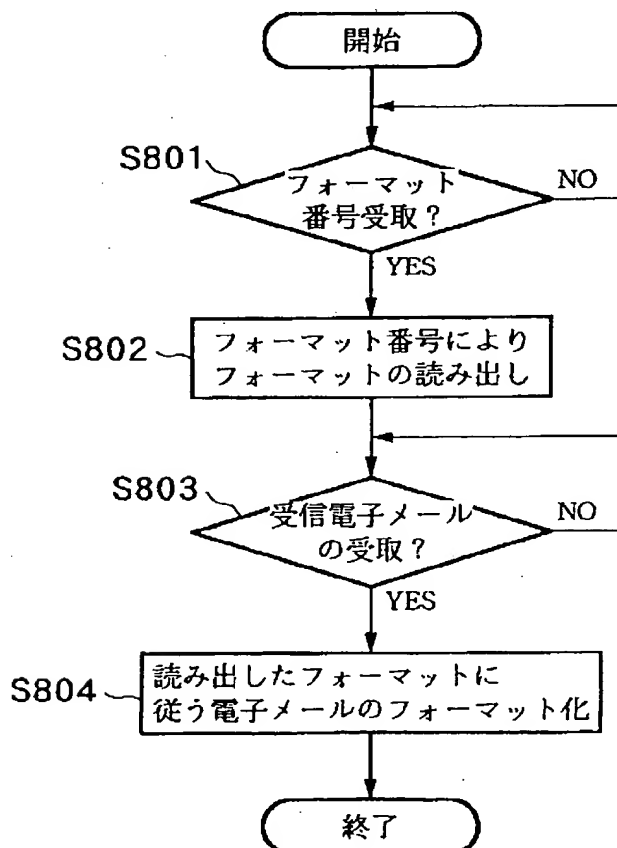 開始
S801
フォーマット
番号受取?
NO
YES
S802
フォーマット番号により
フォーマットの読み出し
S803
受信電子メール
の受取?
NO
YES
S804
読み出したフォーマットに
従う電子メールのフォーマット化
終了